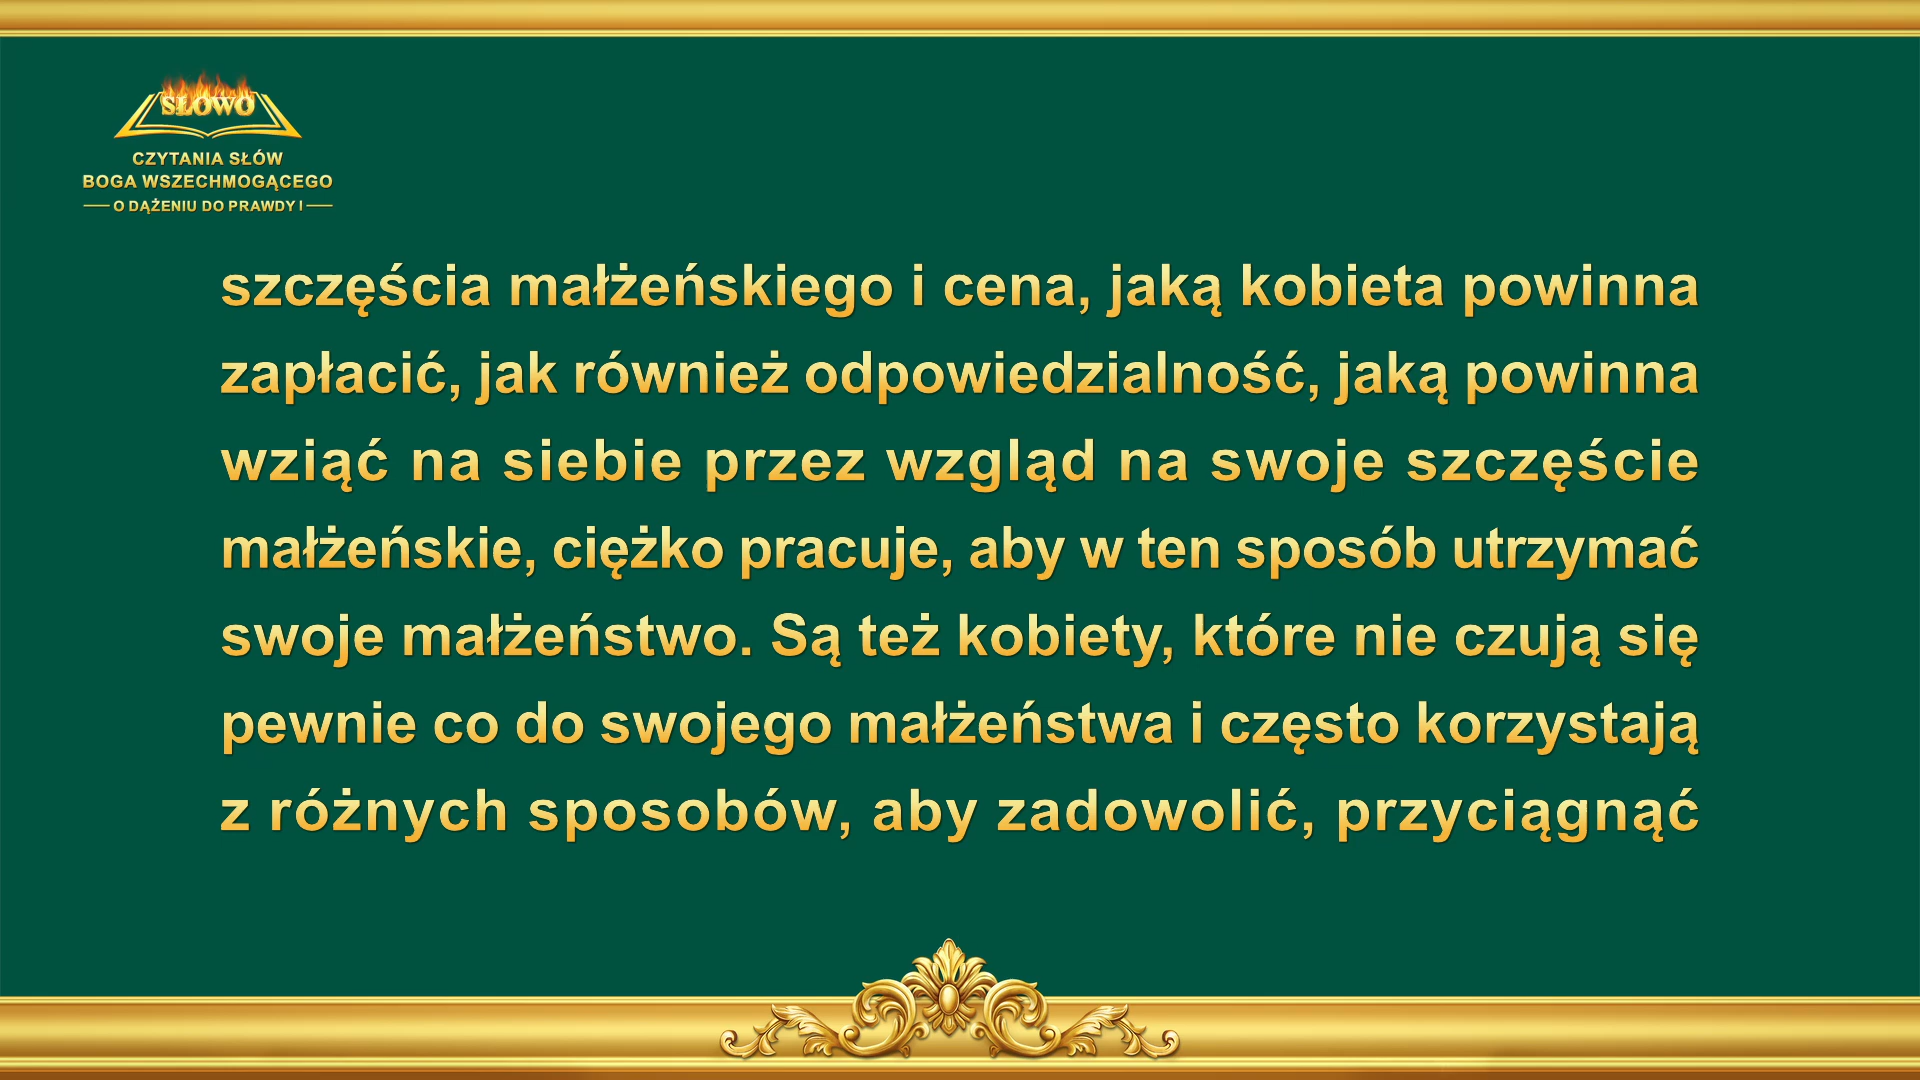 SŁOWO
CZYTANIA SŁÓW
BOGA WSZECHMOGĄCEGO
O DĄŻENIU DO PRAWDY I
szczęścia małżeńskiego i cena, jaką kobieta powinna
zapłacić, jak również odpowiedzialność, jaką powinna
wziąć na siebie przez wzgląd na swoje szczęście
małżeńskie, ciężko pracuje, aby w ten sposób utrzymać
swoje małżeństwo. Są też kobiety, które nie czują się
pewnie co do swojego małżeństwa i często korzystają
z różnych sposobów, aby zadowolić, przyciągnąć